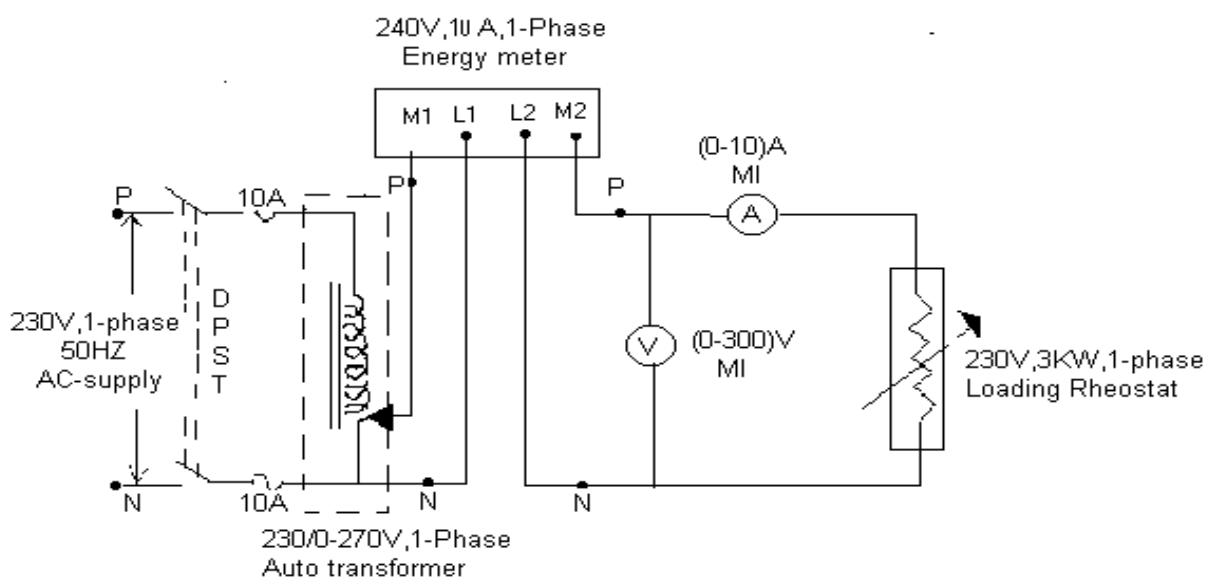 240V,10 A,1-Phase
Energy meter
M1 L1 L2 M2
(0-10)A
MI
P
10A
P
P
A
230V,1-phase
50HZ
AC-supply
D
P
S
T
V
(0-300)V
MI
230V,3KW,1-phase
Loading Rheostat
N
10A
N
N
230/0-270V,1-Phase
Auto transformer